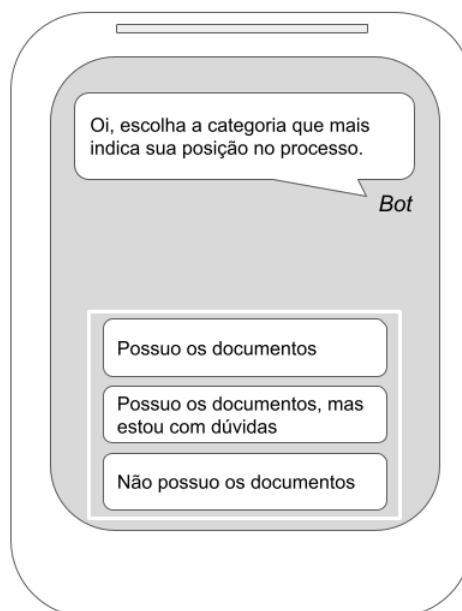 Oi, escolha a categoria que mais
indica sua posição no processo.
Bot
Possuo os documentos
Possuo os documentos, mas
estou com dúvidas
Não possuo os documentos